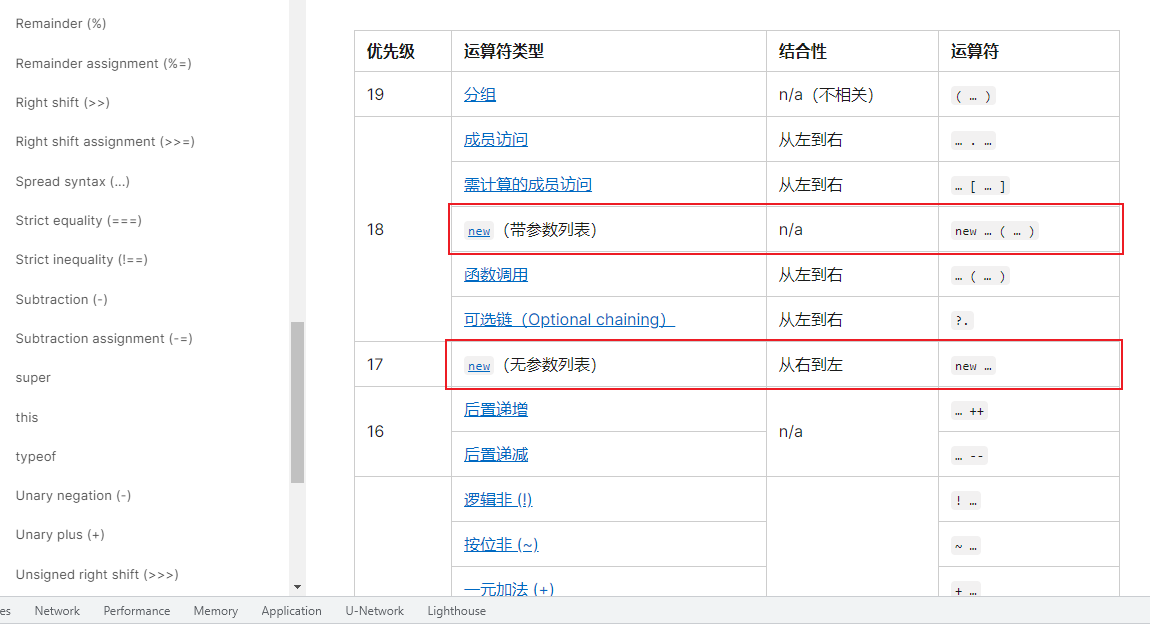 Remainder (%)
Remainder assignment (%=)
Right shift (>>)
Right shift assignment (>>=)
Spread syntax (...)
Strict equality (===)
Strict inequality (!==)
Subtraction (-)
Subtraction assignment (-=)
super
this
typeof
Unary negation (-)
Unary plus (+)
Unsigned right shift (>>>)
优先级 运算符类型 结合性 运算符
19 分组 n/a（不相关） ( … )
18 成员访问 从左到右 … . …
需计算的成员访问 从左到右 … [ … ]
new（带参数列表） n/a new … ( … )
函数调用 从左到右 … ( … )
可选链（Optional chaining） 从左到右 ?.
17 new（无参数列表） 从右到左 new …
16 后置递增 n/a … ++
后置递减 … --
逻辑非 (!) ! …
按位非 (~) ~ …
一元加法 (+) + …
es Network Performance Memory Application U-Network Lighthouse